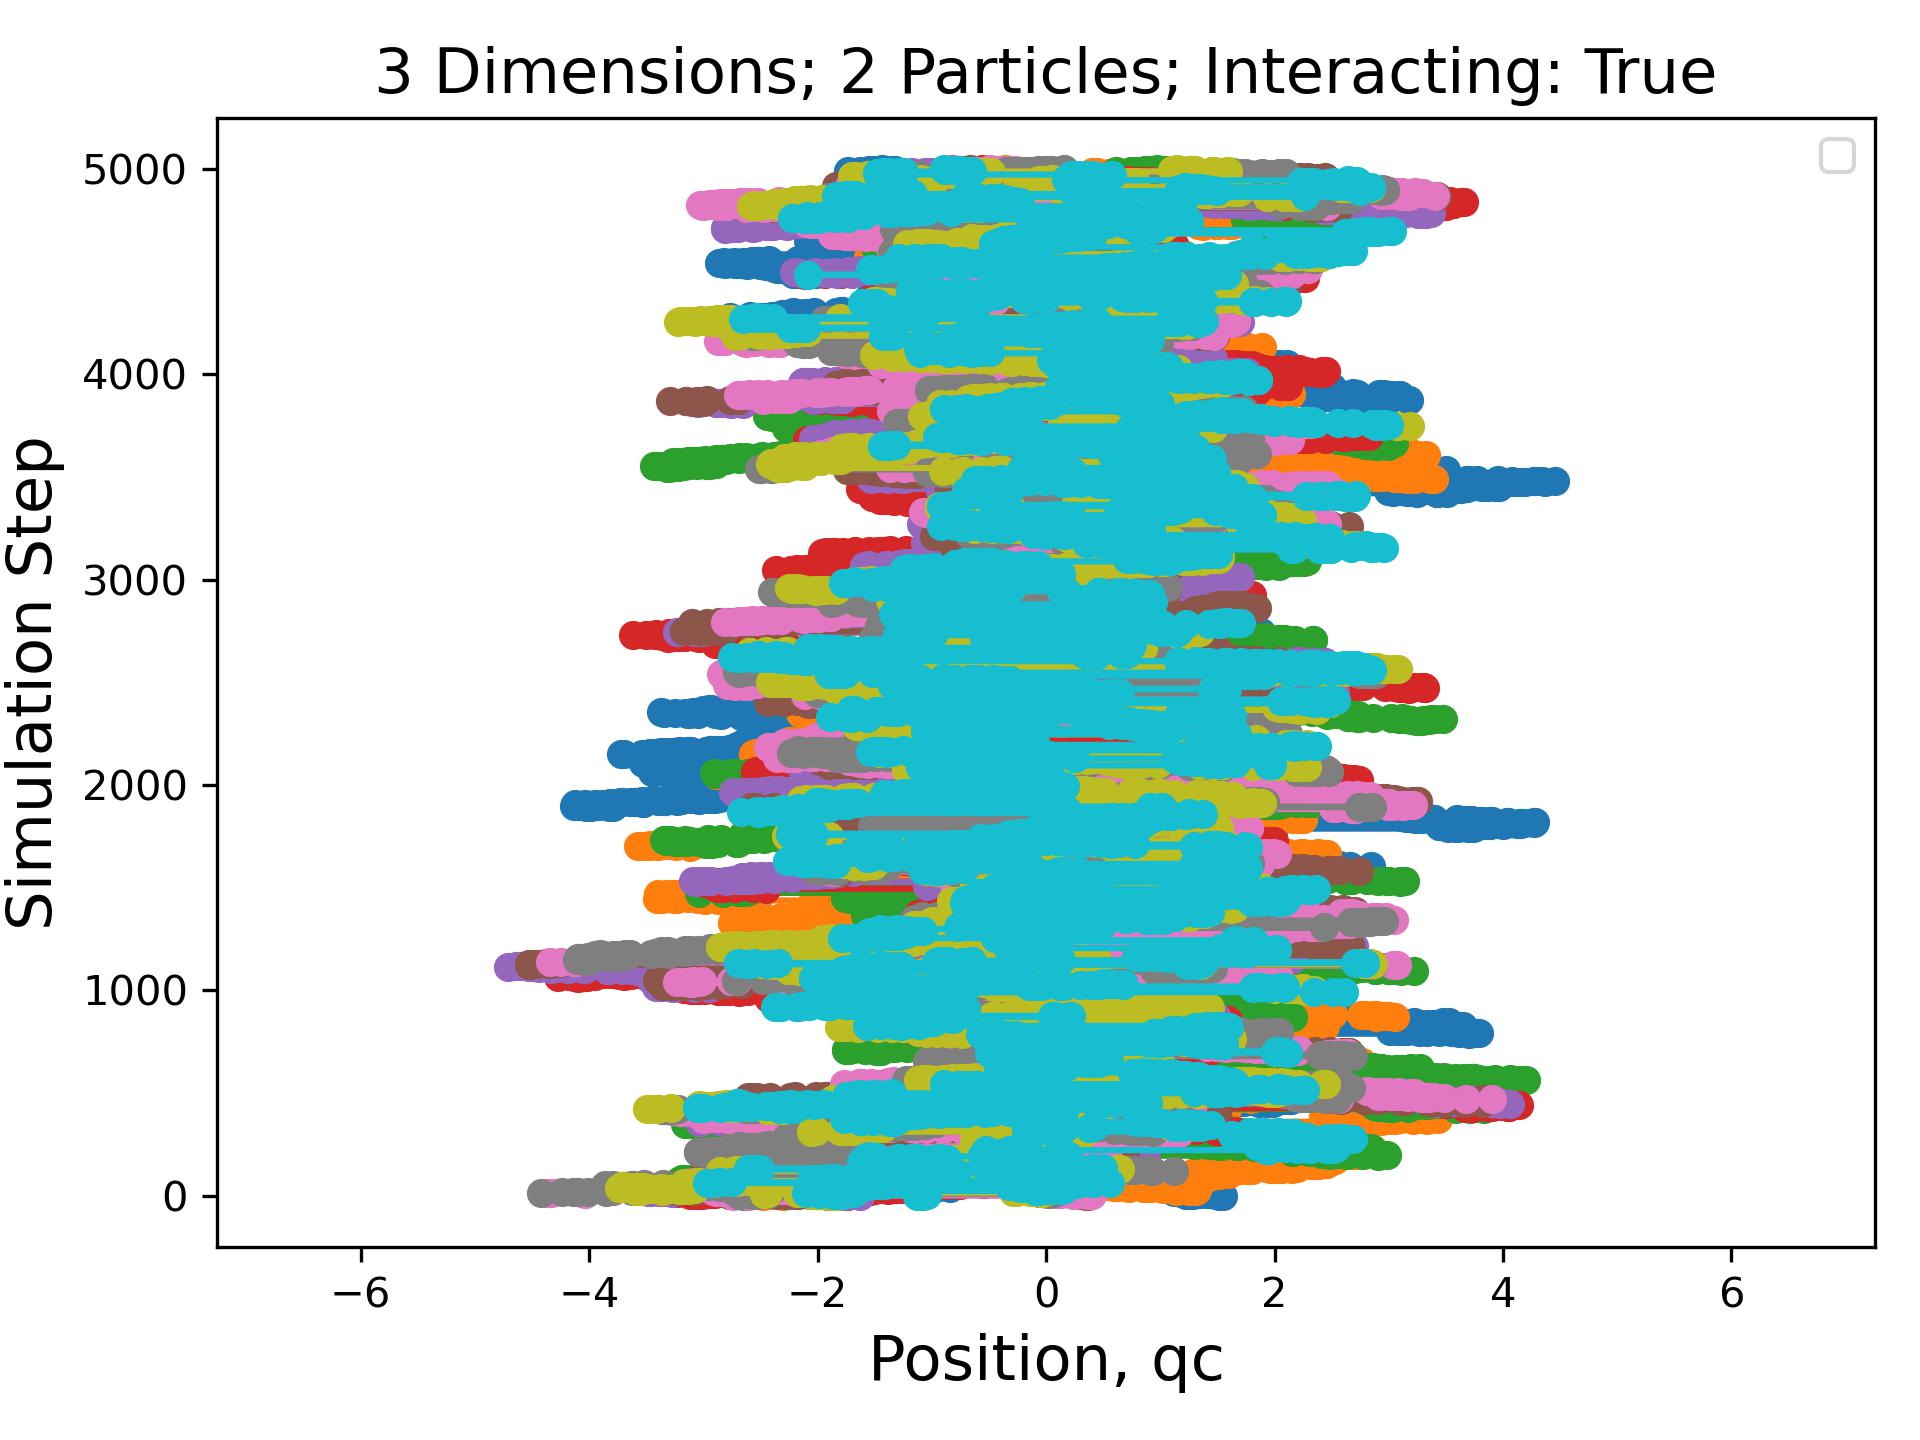 3 Dimensions; 2 Particles; Interacting: True
Simulation Step
5000
4000
3000
2000
1000
0
−6 −4 −2 0 2 4 6
Position, qc